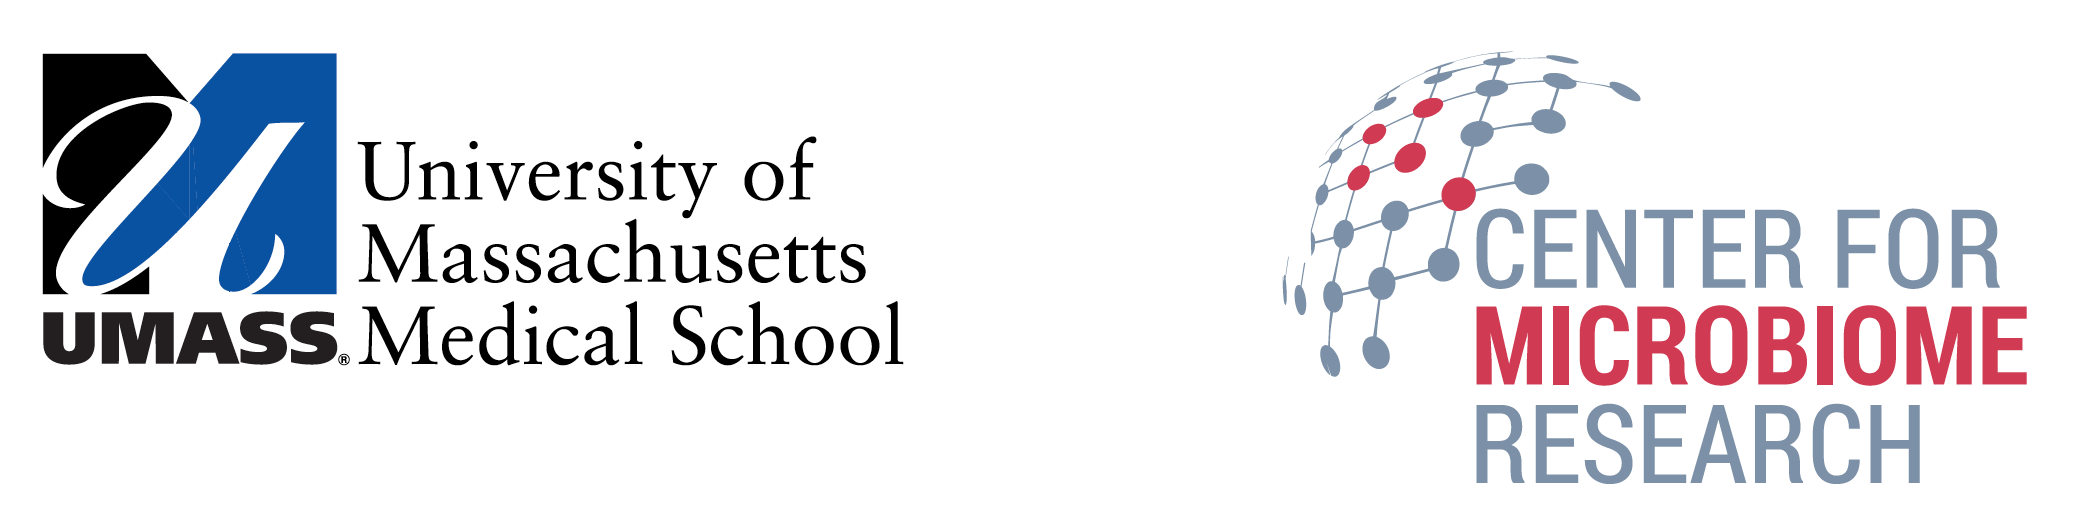 UMASS®
University of
Massachusetts
Medical School
CENTER FOR
MICROBIOME
RESEARCH